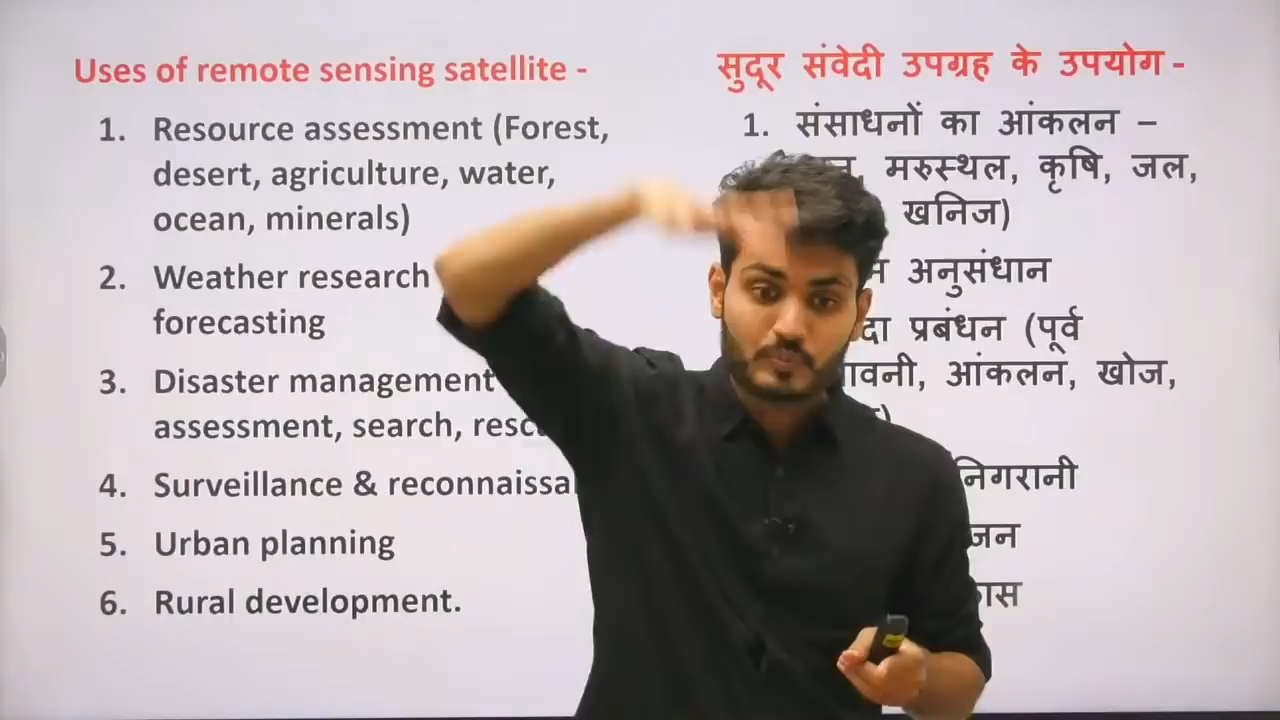 Uses of remote sensing satellite -
1. Resource assessment (Forest,
desert, agriculture, water,
ocean, minerals)
2. Weather research
forecasting
3. Disaster management
assessment, search,
4. Surveillance &
5. Urban planning
6. Rural development.
सुदूर संवेदी उपग्रह के उपयोग -
1. संसाधनों का आंकलन –
मरुस्थल, कृषि, जल,
खनिज)
अनुसंधान
प्रबंधन (पूर्व
आंकलन, खोज,
निगरानी